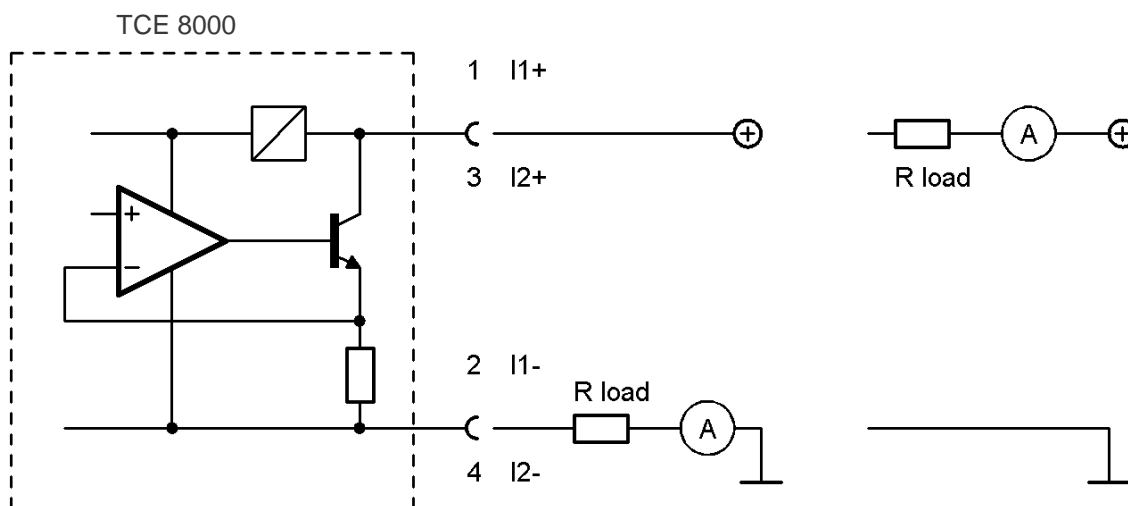 TCE 8000
1 I1+
+ +
A
3 I2+
R load
+
−
2 I1-
R load
A
4 I2-